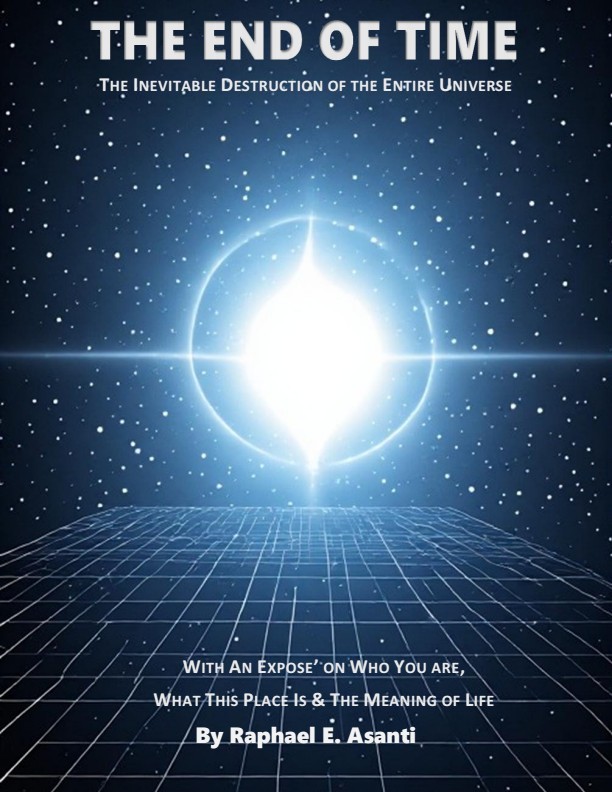 THE END OF TIME
THE INEVITABLE DESTRUCTION OF THE ENTIRE UNIVERSE
WITH AN EXPOSE’ ON WHO YOU ARE,
WHAT THIS PLACE IS & THE MEANING OF LIFE
By Raphael E. Asanti